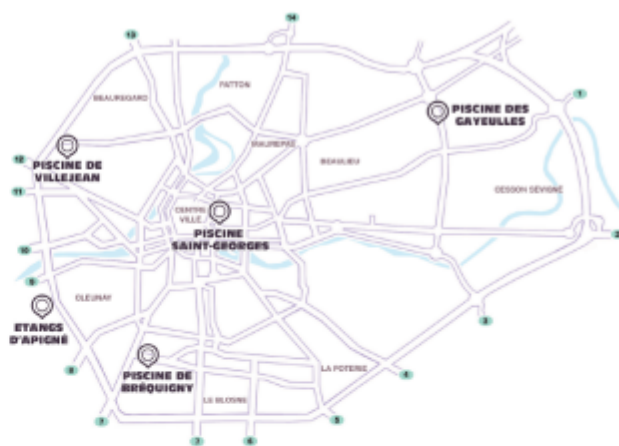 14
13
PATTON
BEAUREGARD
1
PISCINE DES
GAYEULLES
MAUREPAS
12
PISCINE DE
VILLEJEAN
BEAULIEU
11
CESSON SÉVIGNÉ
CENTRE
VILLE
PISCINE
SAINT-GEORGES
2
10
9
CLEUNAY
3
ETANGS
D'APIGNÉ
8
PISCINE DE
BRÉQUIGNY
LA POTERIE
4
LE BLOSNE
5
7
6